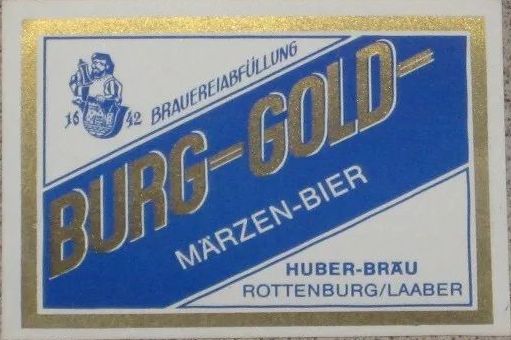 BRAUEREIABFÜLLUNG
16 42
BURG-GOLD-
MÄRZEN-BIER
HUBER-BRÄU
ROTTENBURG/LAABER